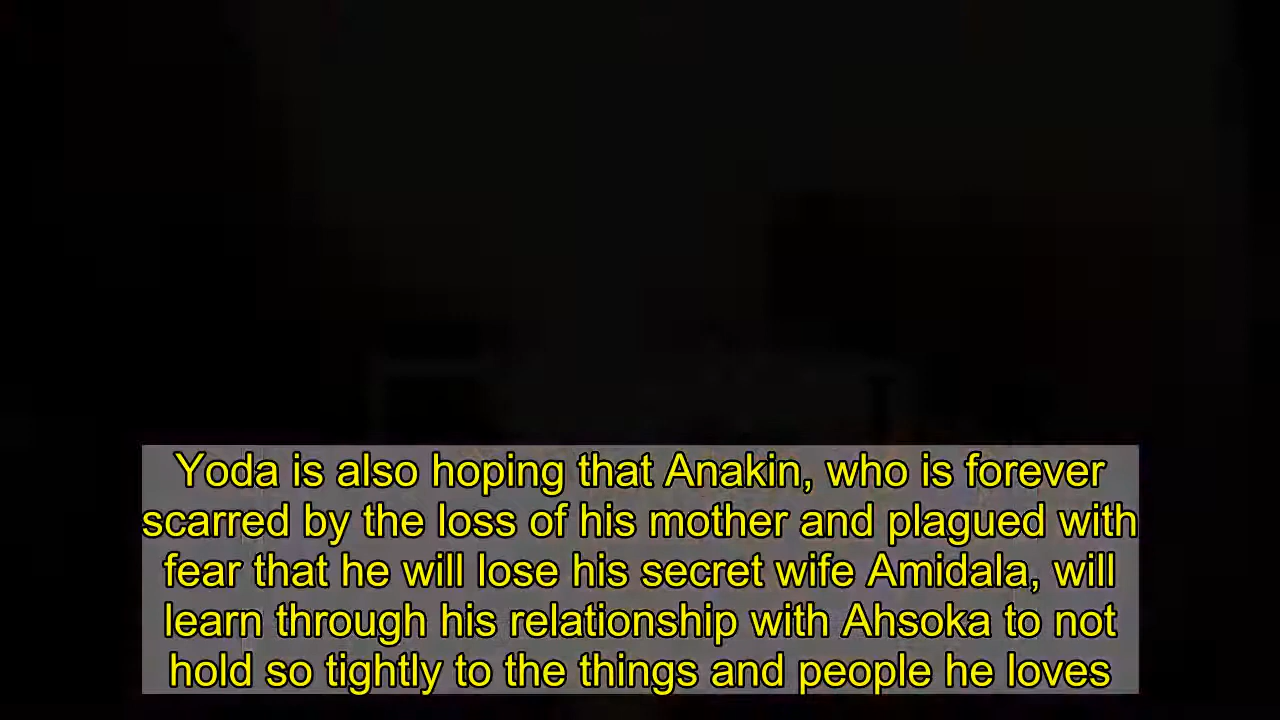 Yoda is also hoping that Anakin, who is forever
scarred by the loss of his mother and plagued with
fear that he will lose his secret wife Amidala, will
learn through his relationship with Ahsoka to not
hold so tightly to the things and people he loves